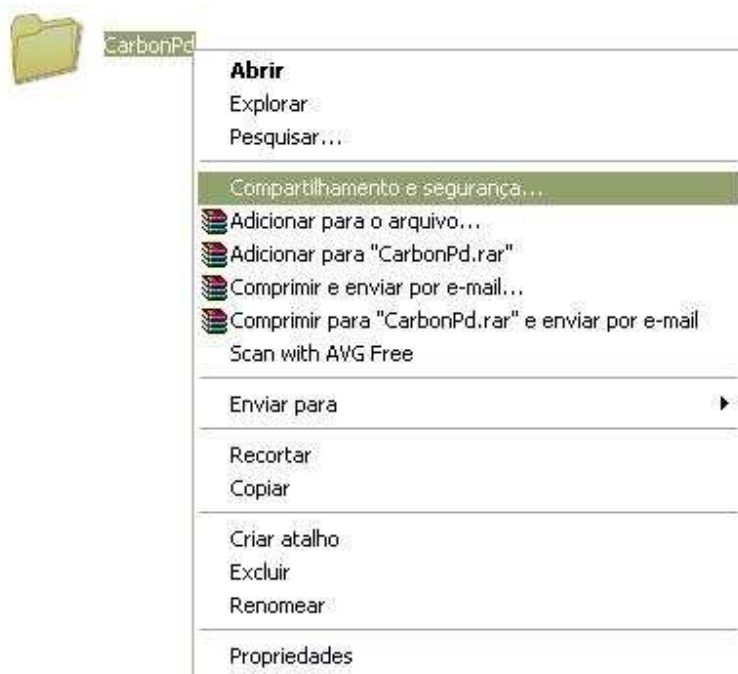 CarbonPd
Abrir
Explorar
Pesquisar...
Compartilhamento e segurança...
Adicionar para o arquivo...
Adicionar para "CarbonPd.rar"
Comprimir e enviar por e-mail...
Comprimir para "CarbonPd.rar" e enviar por e-mail
Scan with AVG Free
Enviar para
Recortar
Copiar
Criar atalho
Excluir
Renomear
Propriedades